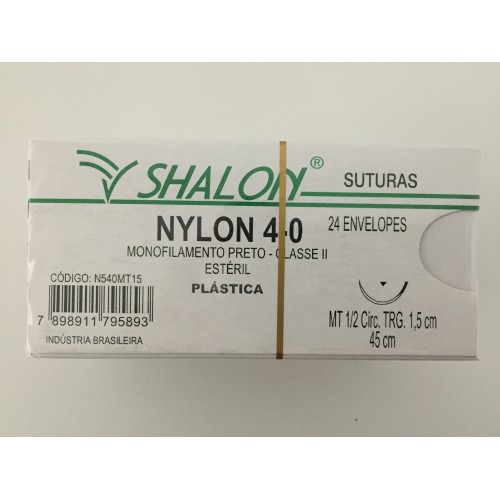 SHALON®
SUTURAS
NYLON 4-0
24 ENVELOPES
MONOFILAMENTO PRETO - CLASSE II
ESTÉRIL
PLÁSTICA
CÓDIGO: N540MT15
7 898911 795893
INDÚSTRIA BRASILEIRA
MT 1/2 Circ. TRG. 1,5 cm
45 cm